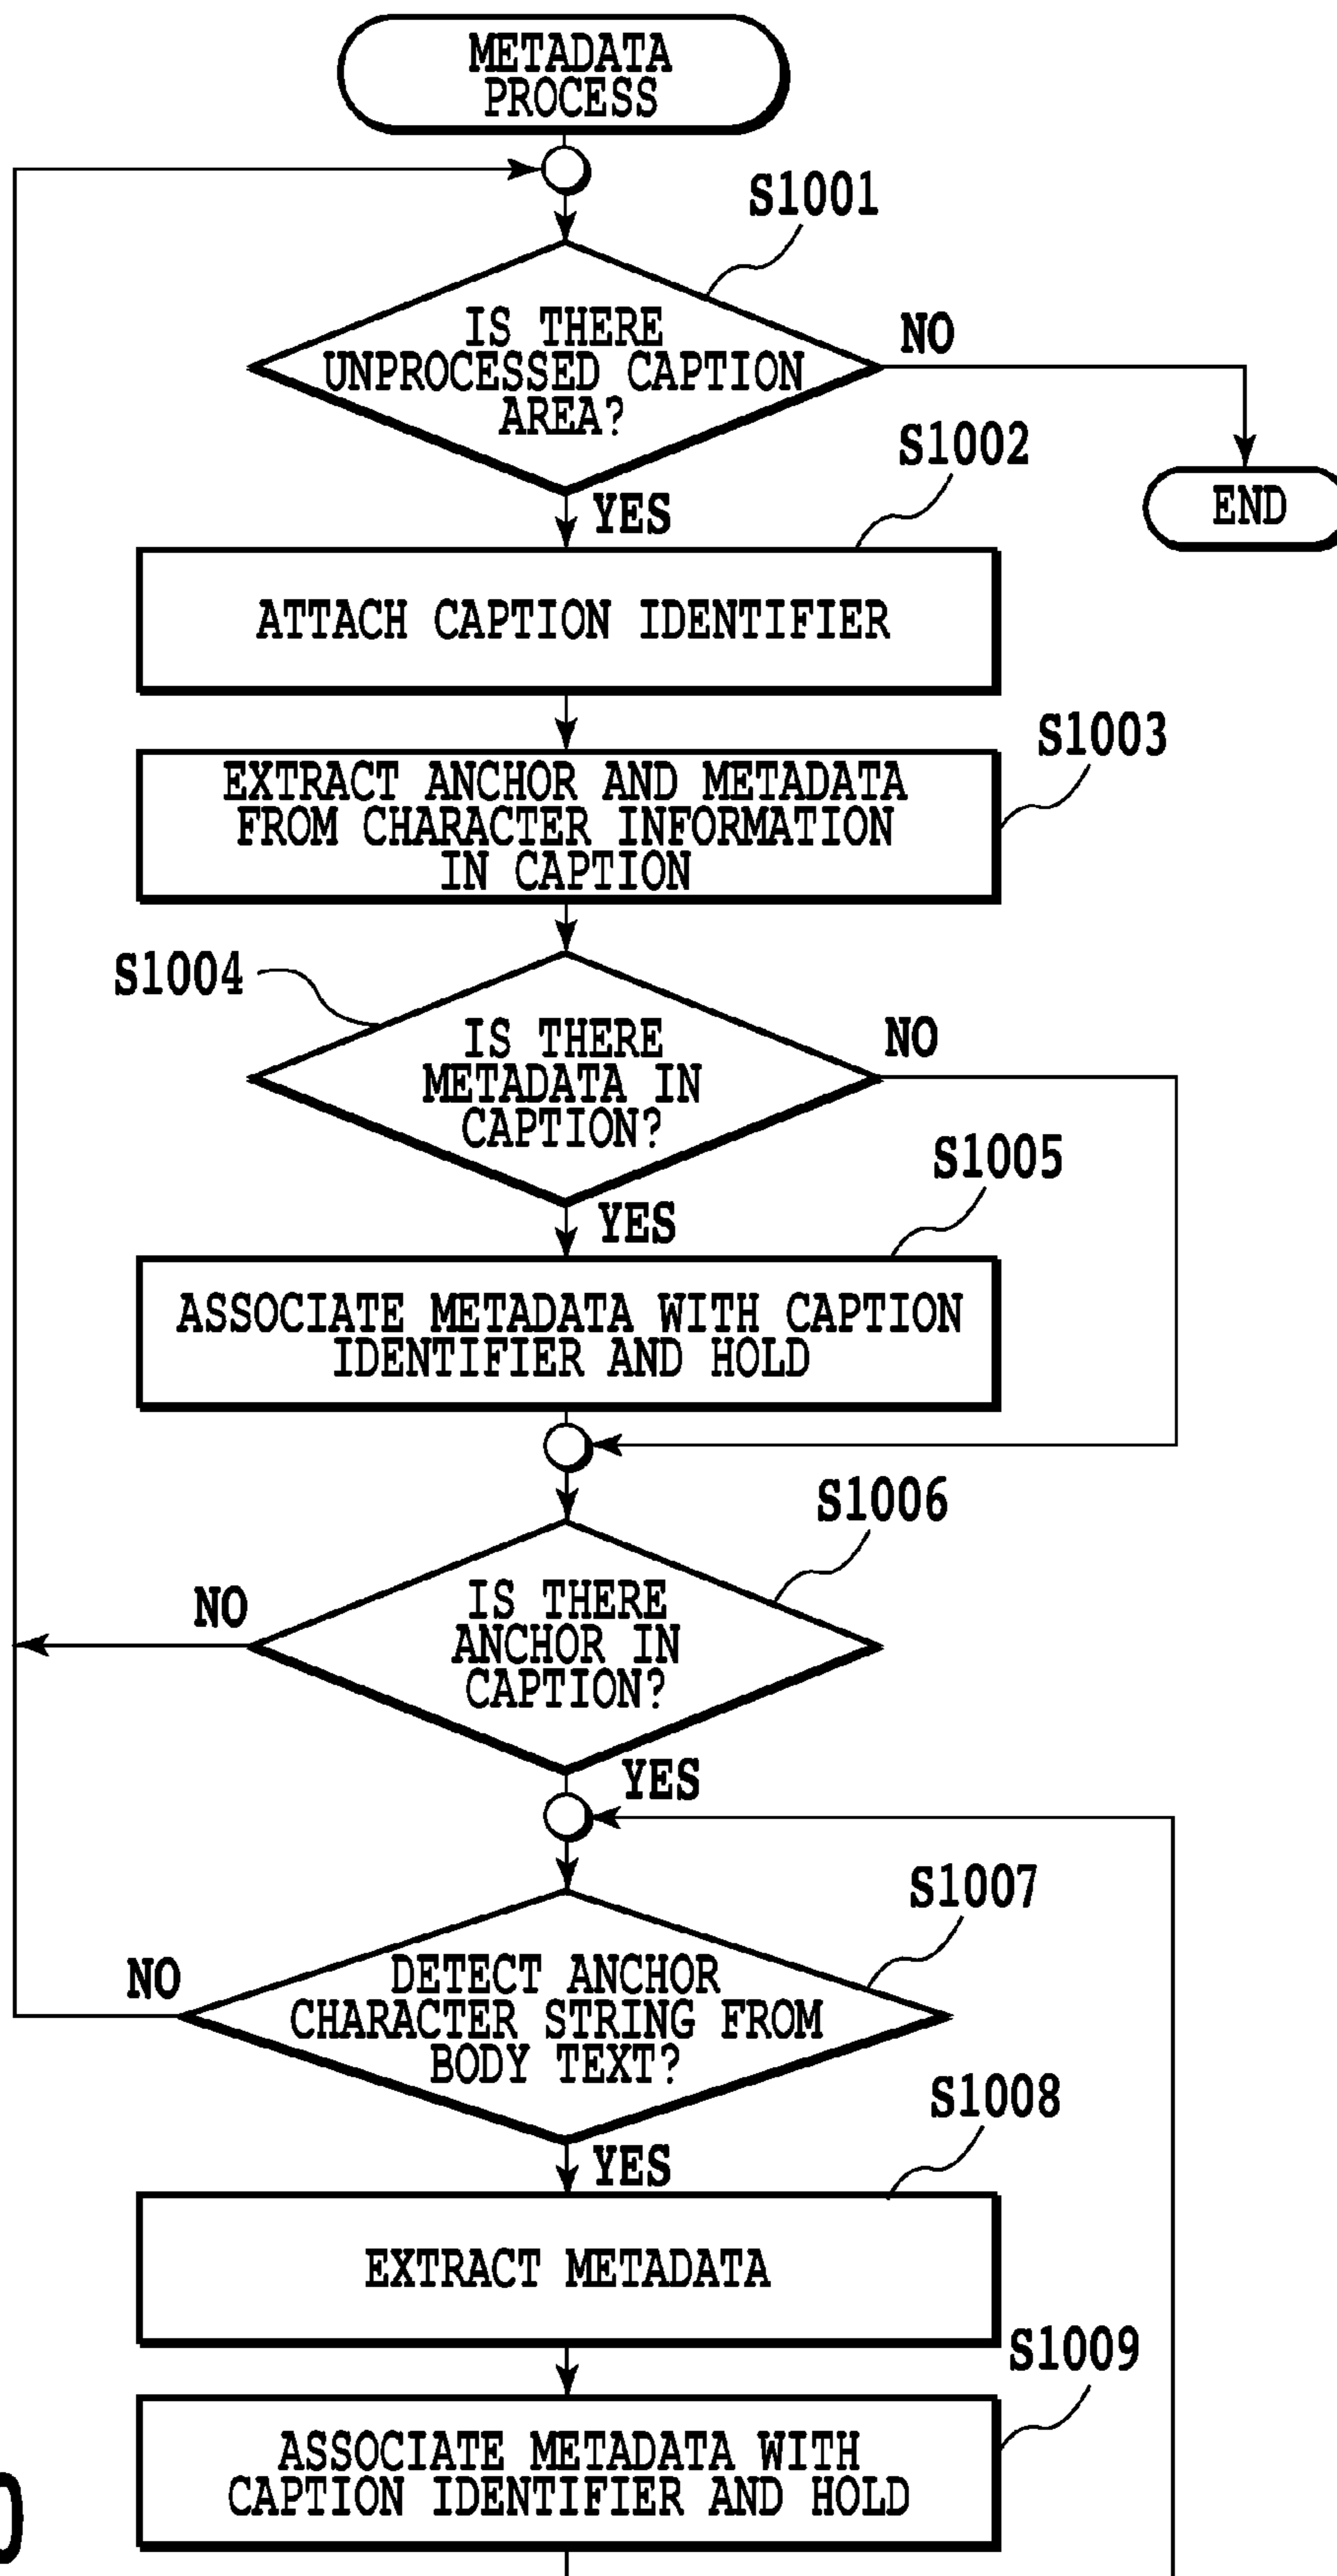 METADATA
PROCESS
S1001
IS THERE
UNPROCESSED CAPTION
AREA?
NO
S1002
YES
END
ATTACH CAPTION IDENTIFIER
S1003
EXTRACT ANCHOR AND METADATA
FROM CHARACTER INFORMATION
IN CAPTION
S1004
IS THERE
METADATA IN
CAPTION?
NO
S1005
YES
ASSOCIATE METADATA WITH CAPTION
IDENTIFIER AND HOLD
S1006
NO
IS THERE
ANCHOR IN
CAPTION?
YES
S1007
NO
DETECT ANCHOR
CHARACTER STRING FROM
BODY TEXT?
S1008
YES
EXTRACT METADATA
S1009
ASSOCIATE METADATA WITH
CAPTION IDENTIFIER AND HOLD